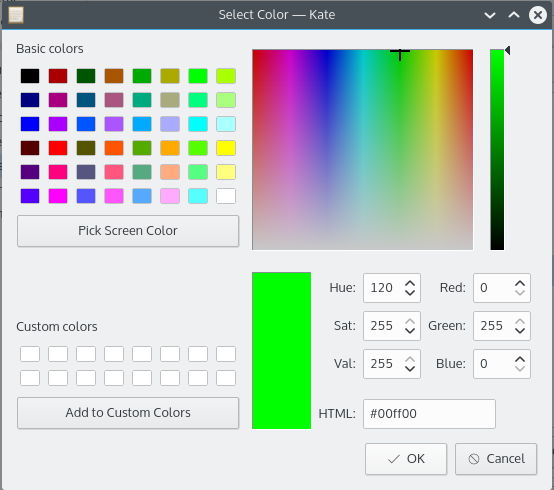 Select Color — Kate
Basic colors
Pick Screen Color
Custom colors
Add to Custom Colors
Hue: 120 Red: 0
Sat: 255 Green: 255
Val: 255 Blue: 0
HTML: #00ff00
OK Cancel